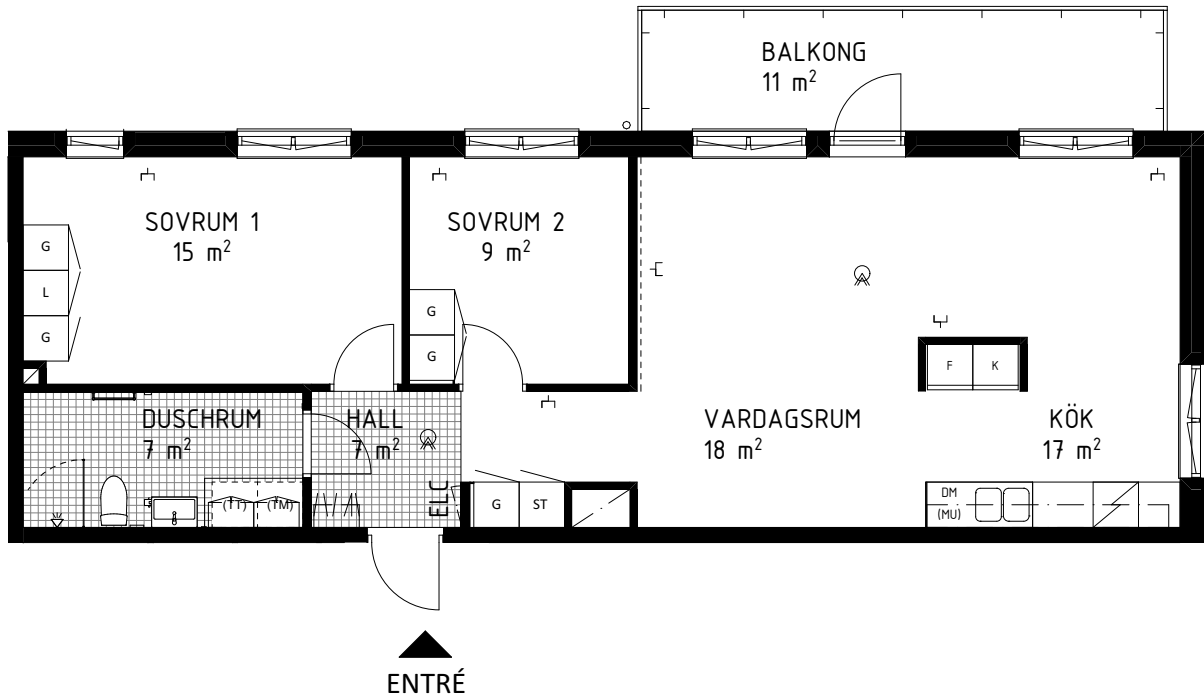 BALKONG
11 m²
SOVRUM 1
15 m²
SOVRUM 2
9 m²
G
L
G
G
G
F
K
DUSCHRUM
7 m²
HALL
7 m²
VARDAGSRUM
18 m²
KÖK
17 m²
(TT)
(TM)
ELC
G
ST
DM
(MU)
ENTRÉ